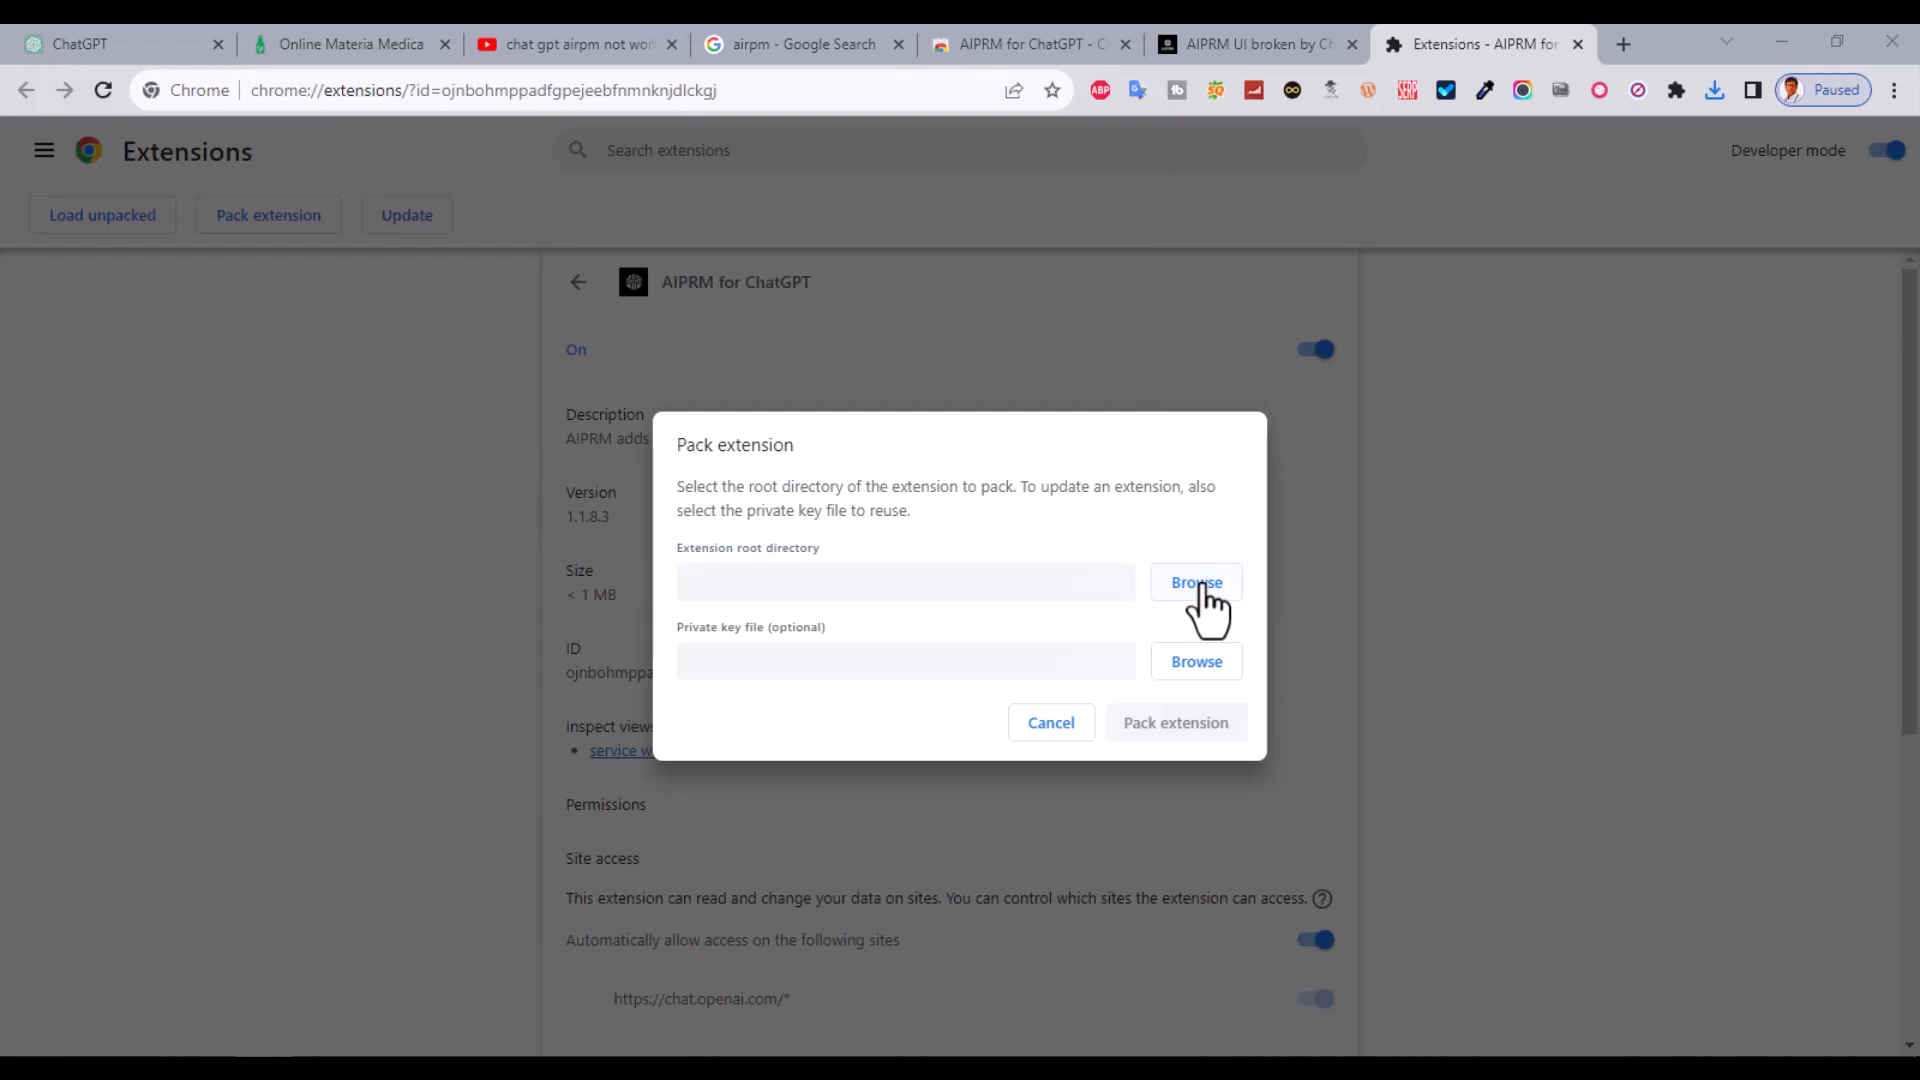 ChatGPT
Online Materia Medica
chat gpt airpm not wor
airpm - Google Search
AIPRM for ChatGPT - C
AIPRM UI broken by Ch
Extensions - AIPRM for
Chrome
chrome://extensions/?id=ojnbohmppadfgpejeebfnmnknjdlckgj
ABP
SQ
SERP
Paused
Extensions
Search extensions
Developer mode
Load unpacked
Pack extension
Update
AIPRM for ChatGPT
On
Description
AIPRM adds
Pack extension
Select the root directory of the extension to pack. To update an extension, also
select the private key file to reuse.
Version
1.1.8.3
Extension root directory
Size
Browse
< 1 MB
Private key file (optional)
ID
Browse
ojnbohmppa
Inspect views
Cancel
Pack extension
service w
Permissions
Site access
This extension can read and change your data on sites. You can control which sites the extension can access.
Automatically allow access on the following sites
https://chat.openai.com/*